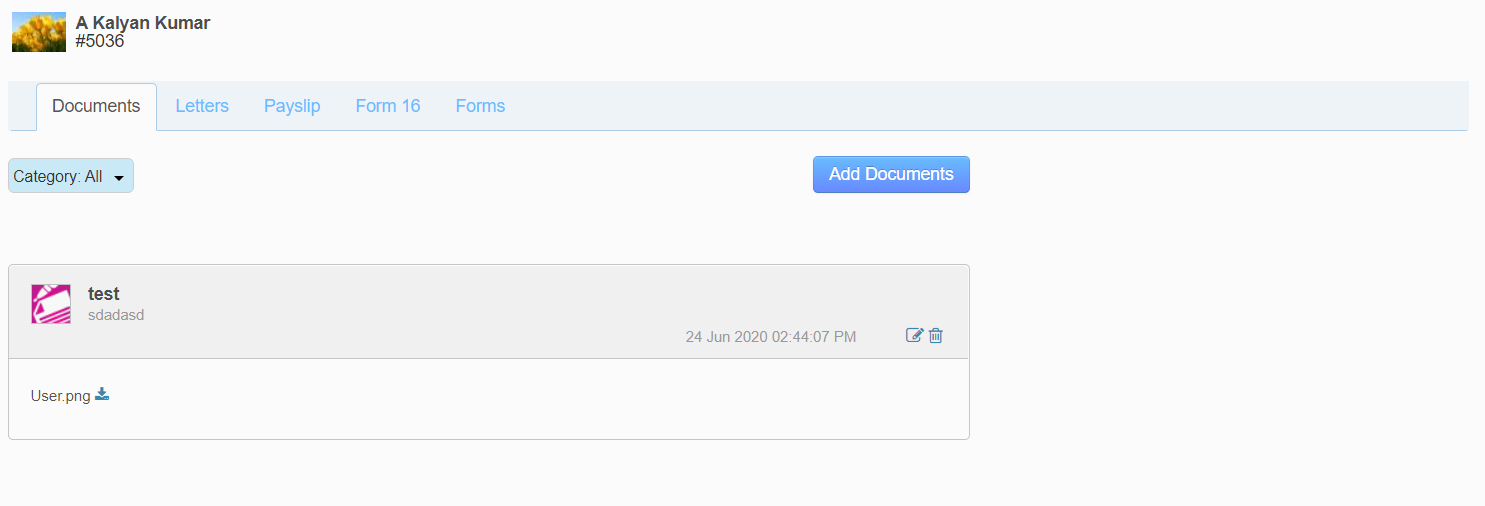 A Kalyan Kumar
#5036
Documents Letters Payslip Form 16 Forms
Category: All Add Documents
test
sdadasd
24 Jun 2020 02:44:07 PM
User.png